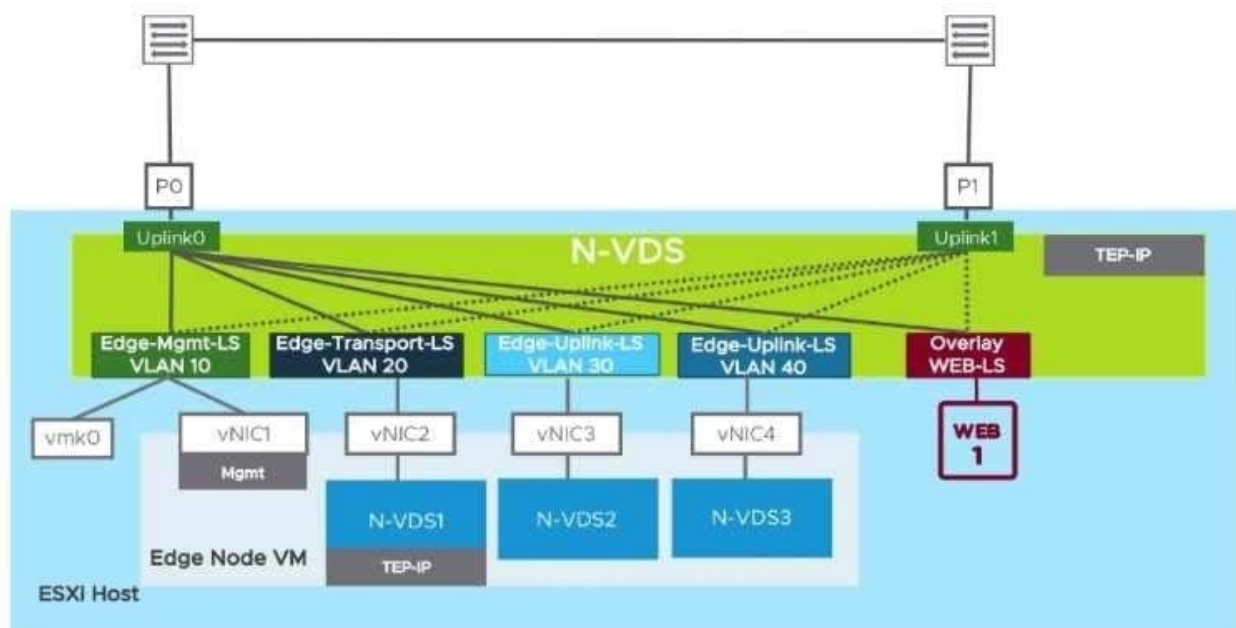 P0
P1
Uplink0
N-VDS
Uplink1
TEP-IP
Edge-Mgmt-LS
VLAN 10
Edge-Transport-LS
VLAN 20
Edge-Uplink-LS
VLAN 30
Edge-Uplink-LS
VLAN 40
Overlay
WEB-LS
vmk0
vNIC1
Mgmt
vNIC2
vNIC3
vNIC4
WEB
1
N-VDS1
TEP-IP
N-VDS2
N-VDS3
Edge Node VM
ESXI Host